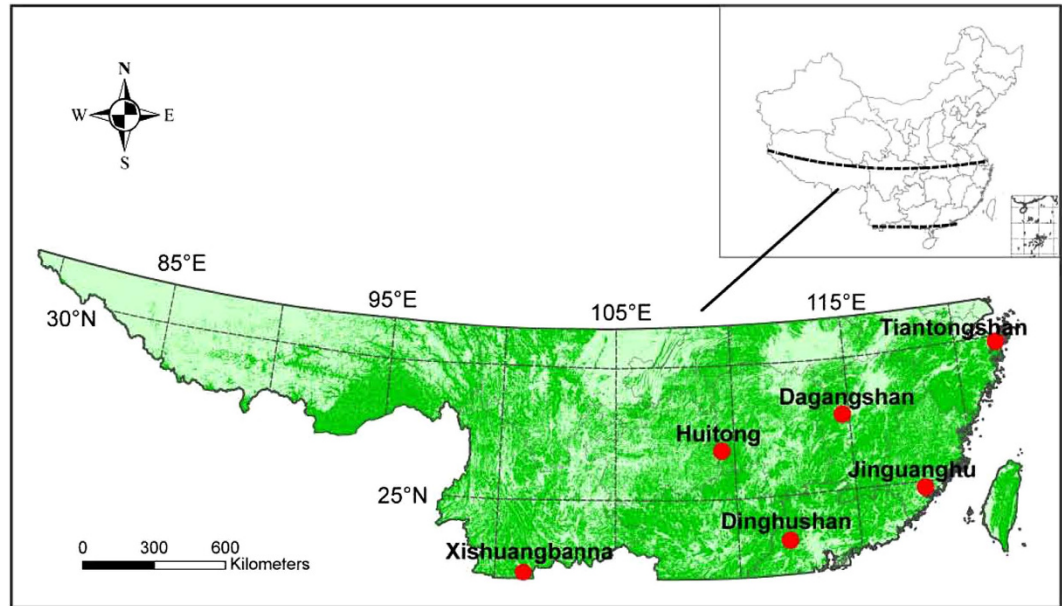 N
W E
S
85°E
30°N
95°E
105°E
115°E
Tiantongshan
Dagangshan
Huitong
Jinguanghu
25°N
Dinghushan
Xishuangbanna
0 300 600
Kilometers